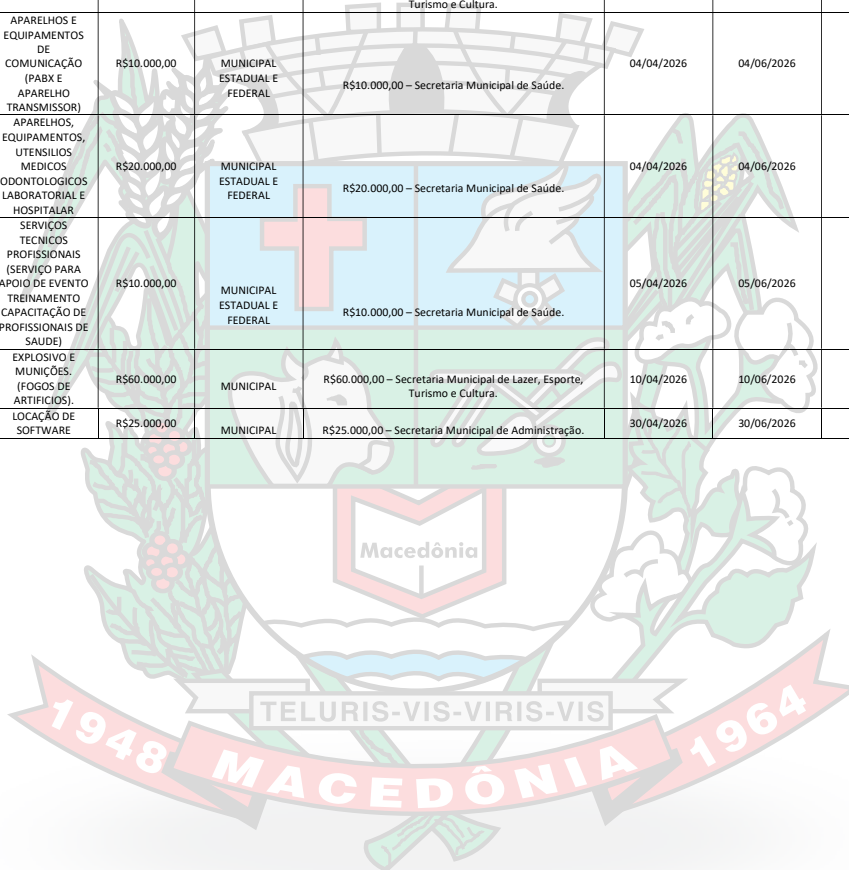 Turismo e Cultura.
APARELHOS E
EQUIPAMENTOS
DE
COMUNICAÇÃO
(PABX E
APARELHO
TRANSMISSOR)
R$10.000,00
MUNICIPAL
ESTADUAL E
FEDERAL
R$10.000,00 – Secretaria Municipal de Saúde.
04/04/2026
04/06/2026
APARELHOS,
EQUIPAMENTOS,
UTENSILIOS
MEDICOS
ODONTOLOGICOS
LABORATORIAL E
HOSPITALAR
R$20.000,00
MUNICIPAL
ESTADUAL E
FEDERAL
R$20.000,00 – Secretaria Municipal de Saúde.
04/04/2026
04/06/2026
SERVIÇOS
TECNICOS
PROFISSIONAIS
(SERVIÇO PARA
APOIO DE EVENTO
TREINAMENTO
CAPACITAÇÃO DE
PROFISSIONAIS DE
SAUDE)
R$10.000,00
MUNICIPAL
ESTADUAL E
FEDERAL
R$10.000,00 – Secretaria Municipal de Saúde.
05/04/2026
05/06/2026
EXPLOSIVO E
MUNIÇÕES.
(FOGOS DE
ARTIFICIOS).
R$60.000,00
MUNICIPAL
R$60.000,00 – Secretaria Municipal de Lazer, Esporte,
Turismo e Cultura.
10/04/2026
10/06/2026
LOCAÇÃO DE
SOFTWARE
R$25.000,00
MUNICIPAL
R$25.000,00 – Secretaria Municipal de Administração.
30/04/2026
30/06/2026
Macedônia
TELURIS-VIS-VIRIS-VIS
1948
MACEDÔNIA
1964